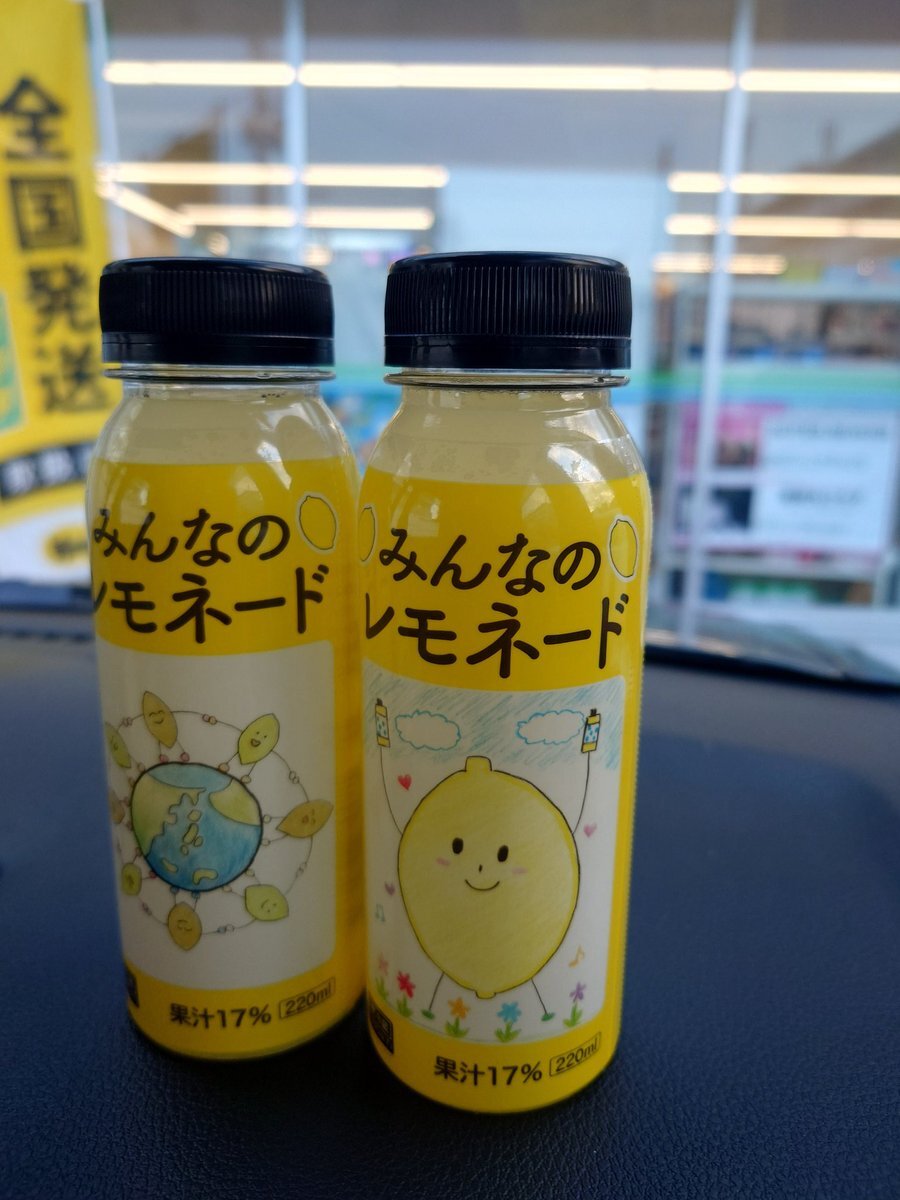 全国発送
みんなの
レモネード
果汁17% 220ml
みんなの
レモネード
果汁17% 220ml